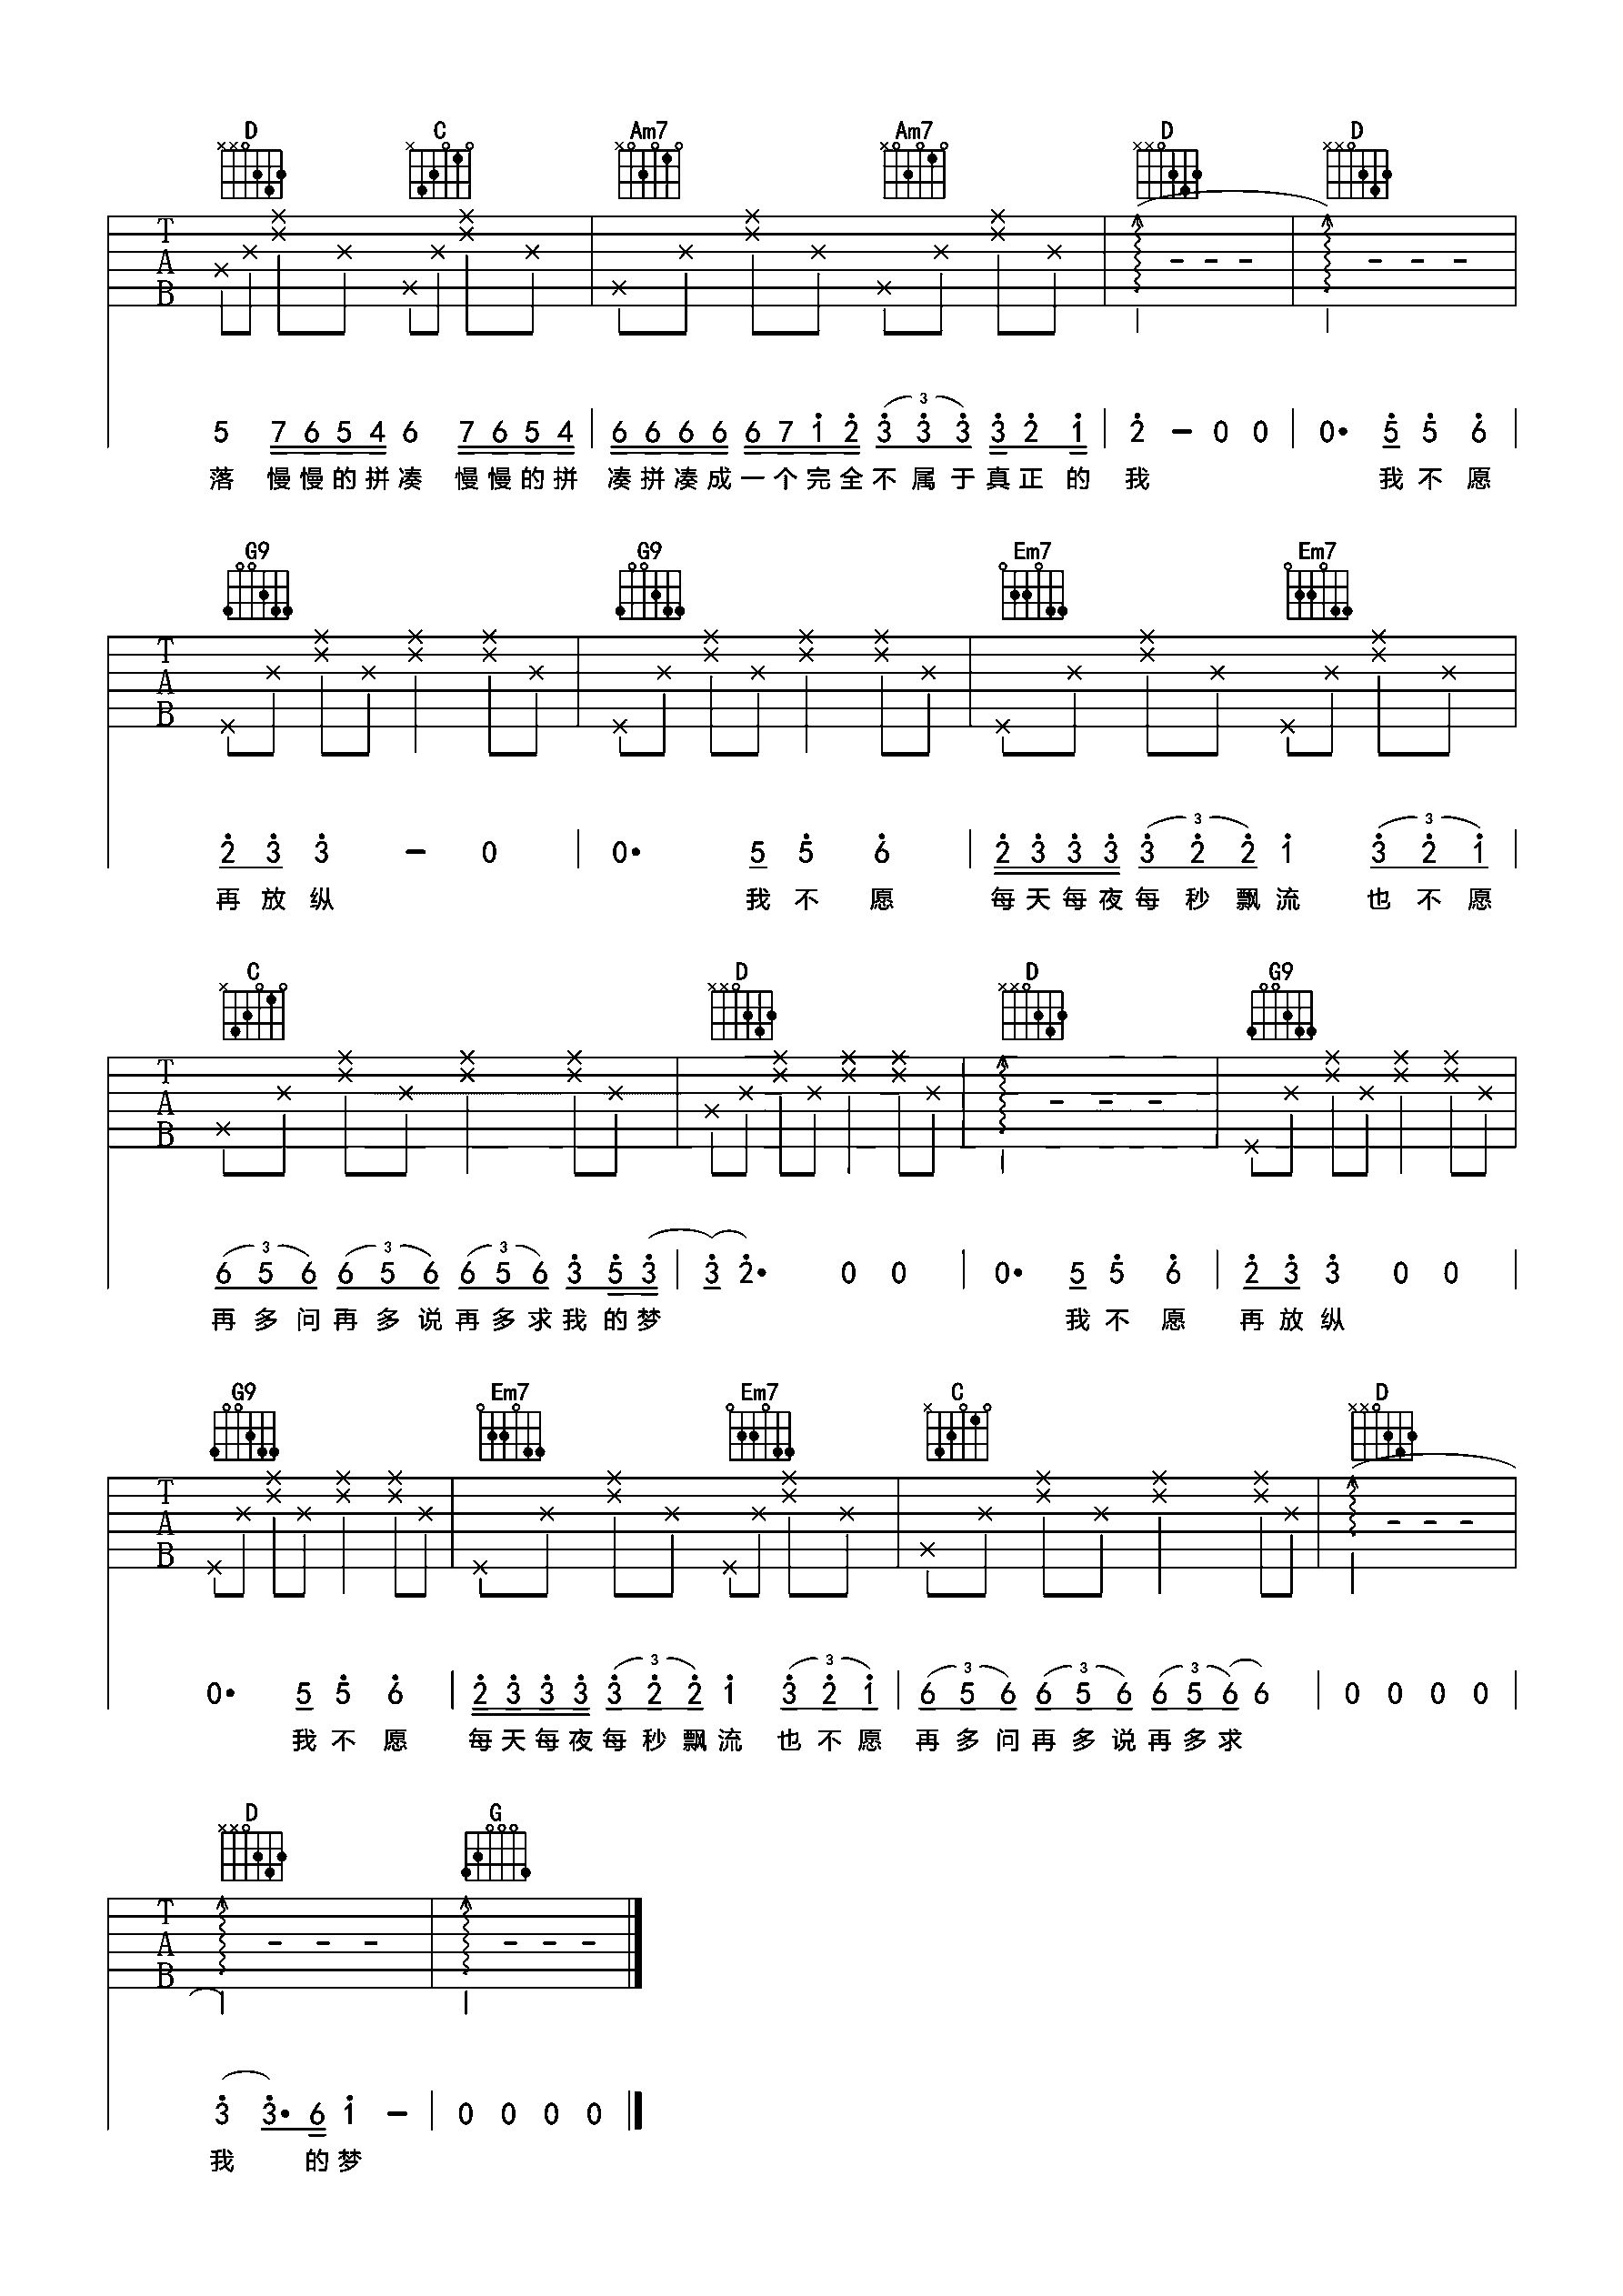 D C Am7 Am7 D D
T
A
B
3
5 7 6 5 4 6 7 6 5 4 6 6 6 6 6 7 1 2 3 3 3 3 2 1 2 - 0 0 0· 5 5 6
落 慢慢的拼凑 慢慢的拼 凑拼凑成一个完全不属于真正的 我 我不愿
G9 G9 Em7 Em7
T
A
B
3 3
2 3 3 - 0 0· 5 5 6 2 3 3 3 3 2 2 1 3 2 1
再放纵 我不愿 每天每夜每秒飘流 也不愿
C D D G9
T
A
B
3 3 3
6 5 6 6 5 6 6 5 6 3 5 3 3 2· 0 0 0· 5 5 6 2 3 3 0 0
再多问再多说再多求我的梦 我不愿 再放纵
G9 Em7 Em7 C D
T
A
B
3 3 3 3 3
0· 5 5 6 2 3 3 3 3 2 2 1 3 2 1 6 5 6 6 5 6 6 5 6 6 0 0 0 0
我不愿 每天每夜每秒飘流 也不愿 再多问再多说再多求
D G
T
A
B
3 3· 6 1 - 0 0 0 0
我 的梦